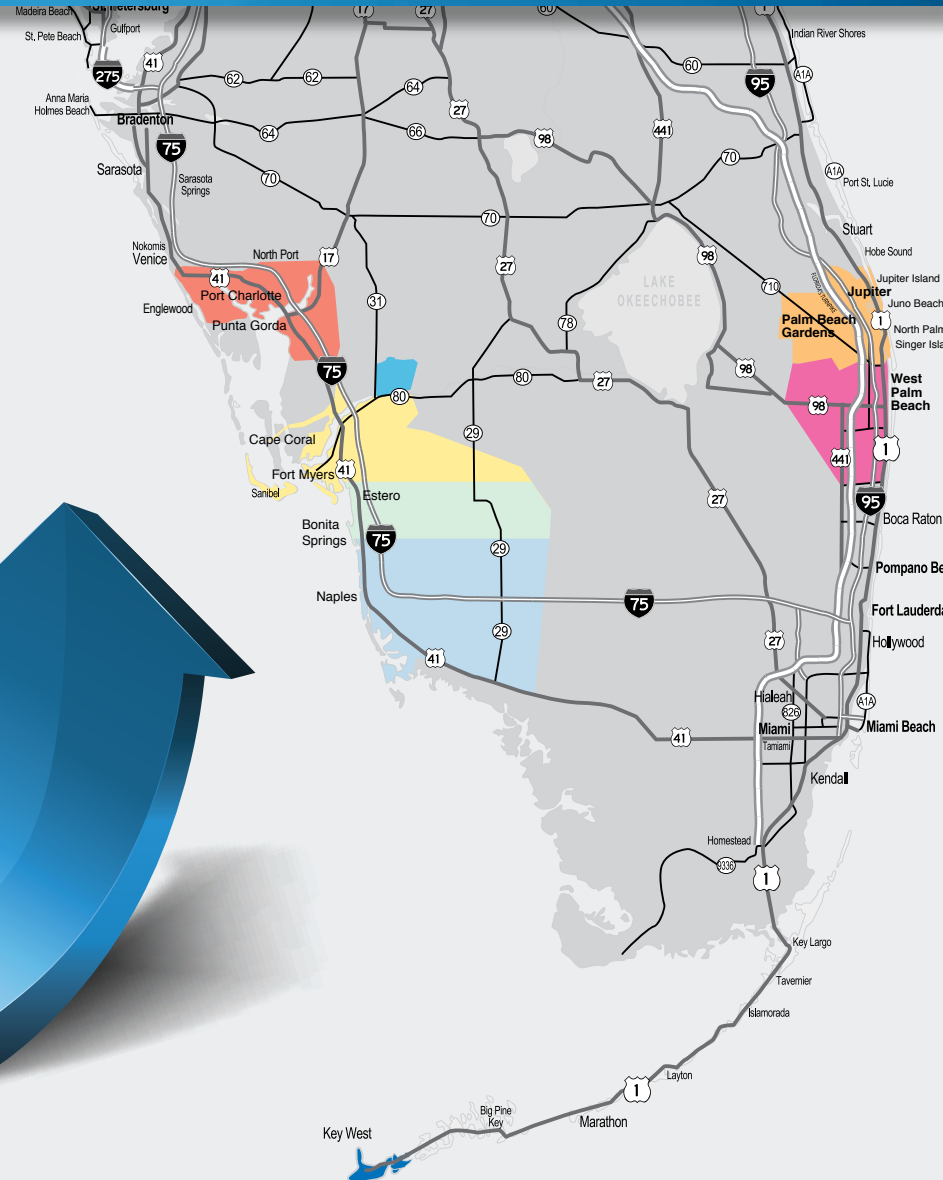 Madeira Beach
St. Petersburg
17
27
60
1
St. Pete Beach
Gulfport
Indian River Shores
41
60
275
62
62
64
95
A1A
Anna Maria
Holmes Beach
27
Bradenton
64
66
98
441
75
70
Sarasota
Sarasota
Springs
70
A1A
Port St. Lucie
70
Stuart
Nokomis
Venice
North Port
17
27
98
Hobe Sound
41
Port Charlotte
31
LAKE
OKEECHOBEE
710
FLORIDA'S TURNPIKE
Jupiter Island
Jupiter
Juno Beach
Englewood
Punta Gorda
78
Palm Beach
Gardens
1
North Palm
Singer Isla
75
98
80
80
27
West
Palm
Beach
98
Cape Coral
29
441
1
Fort Myers
41
Sanibel
Estero
27
95
Boca Raton
Bonita
Springs
75
29
Pompano Be
Naples
75
Fort Lauderda
29
27
Hollywood
41
Hialeah
A1A
826
41
Miami
Tamiami
Miami Beach
Kendall
Homestead
9336
1
Key Largo
Tavernier
Islamorada
Layton
1
Big Pine
Key
Marathon
Key West